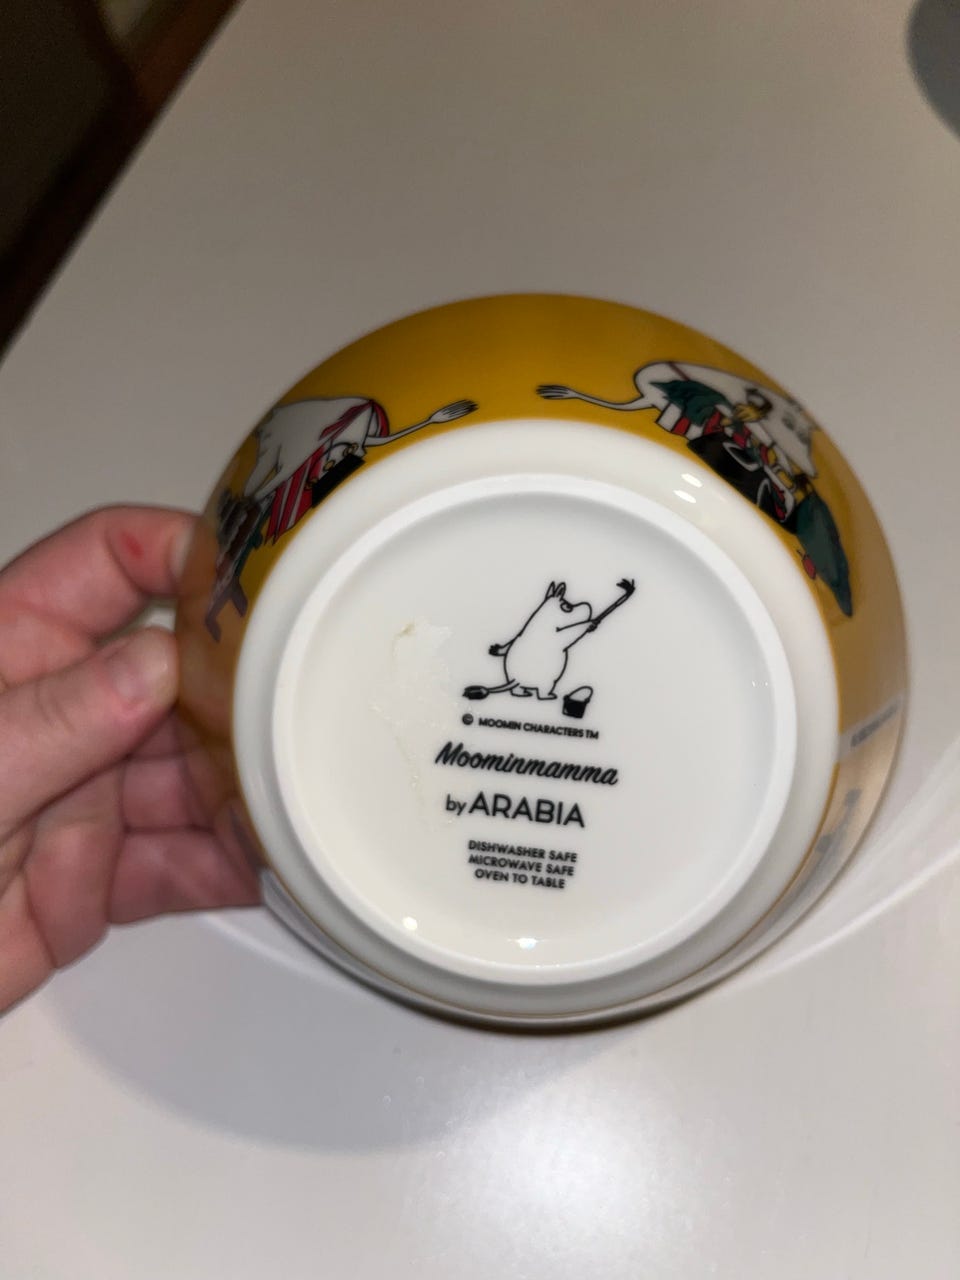 © MOOMIN CHARACTERS TM
Moominmamma
by ARABIA
DISHWASHER SAFE
MICROWAVE SAFE
OVEN TO TABLE